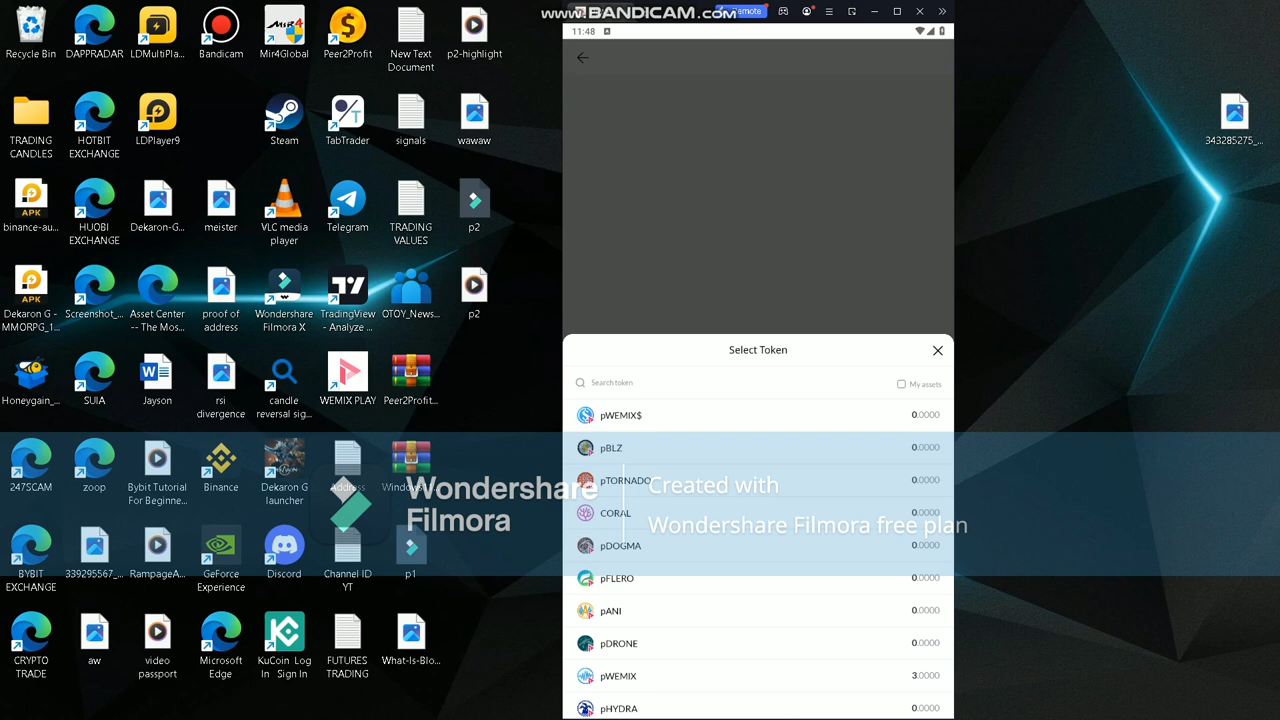 www.BANDICAM.com
emote
11:48
Recycle Bin
DAPPRADAR
LDMultiPla...
Bandicam
Mir4Global
Peer2Profit
New Text
Document
p2-highlight
TRADING
CANDLES
HOTBIT
EXCHANGE
LDPlayer9
Steam
TabTrader
signals
wawaw
343285275_...
binance-au...
HUOBI
EXCHANGE
Dekaron-G...
meister
VLC media
player
Telegram
TRADING
VALUES
p2
Dekaron G -
MMORPG_1...
Screenshot_...
Asset Center
-- The Mos...
proof of
address
Wondershare
Filmora X
TradingView
- Analyze ...
OTOY_News...
p2
Honeygain_...
SUIA
Jayson
rsi
divergence
candle
reversal sig...
WEMIX PLAY
Peer2Profit...
247SCAM
zoop
Bybit Tutorial
For Beginne...
Binance
Dekaron G
launcher
Address
BYBIT
EXCHANGE
339295567_...
RampageA...
GeForce
Experience
Discord
Channel ID
YT
p1
CRYPTO
TRADE
aw
video
passport
Microsoft
Edge
KuCoin Log
In Sign In
FUTURES
TRADING
What-Is-Blo...
Select Token
Search token
My assets
pWEMIX$ 0.0000
pBLZ 0.0000
pTORNADO 0.0000
CORAL 0.0000
pDOGMA 0.0000
pFLERO 0.0000
pANI 0.0000
pDRONE 0.0000
pWEMIX 3.0000
pHYDRA 0.0000
Wondershare
Filmora
Created with
Wondershare Filmora free plan